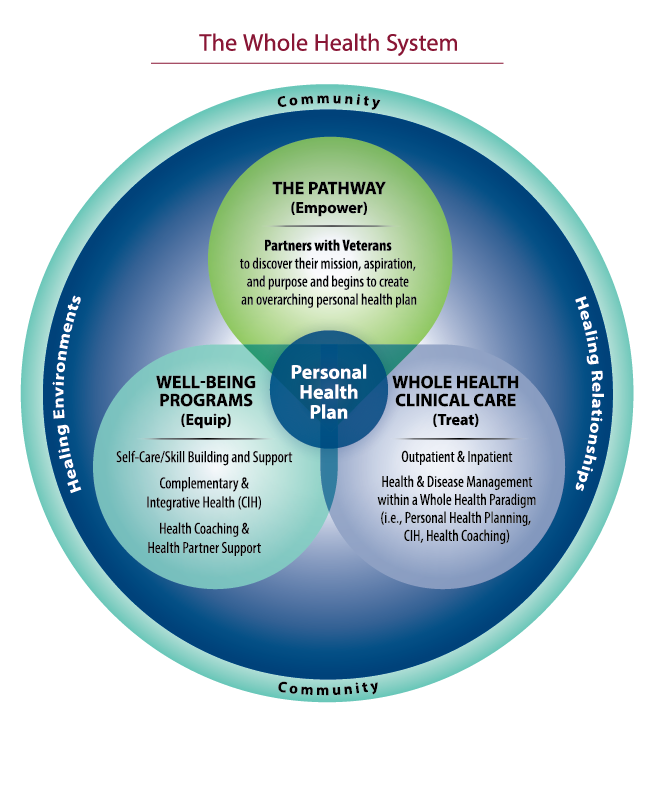 The Whole Health System
Community
THE PATHWAY
(Empower)
Partners with Veterans
to discover their mission, aspiration,
and purpose and begins to create
an overarching personal health plan
Healing Environments
Healing Relationships
Personal
Health
Plan
WELL-BEING
PROGRAMS
(Equip)
Self-Care/Skill Building and Support
Complementary &
Integrative Health (CIH)
Health Coaching &
Health Partner Support
WHOLE HEALTH
CLINICAL CARE
(Treat)
Outpatient & Inpatient
Health & Disease Management
within a Whole Health Paradigm
(i.e., Personal Health Planning,
CIH, Health Coaching)
Community